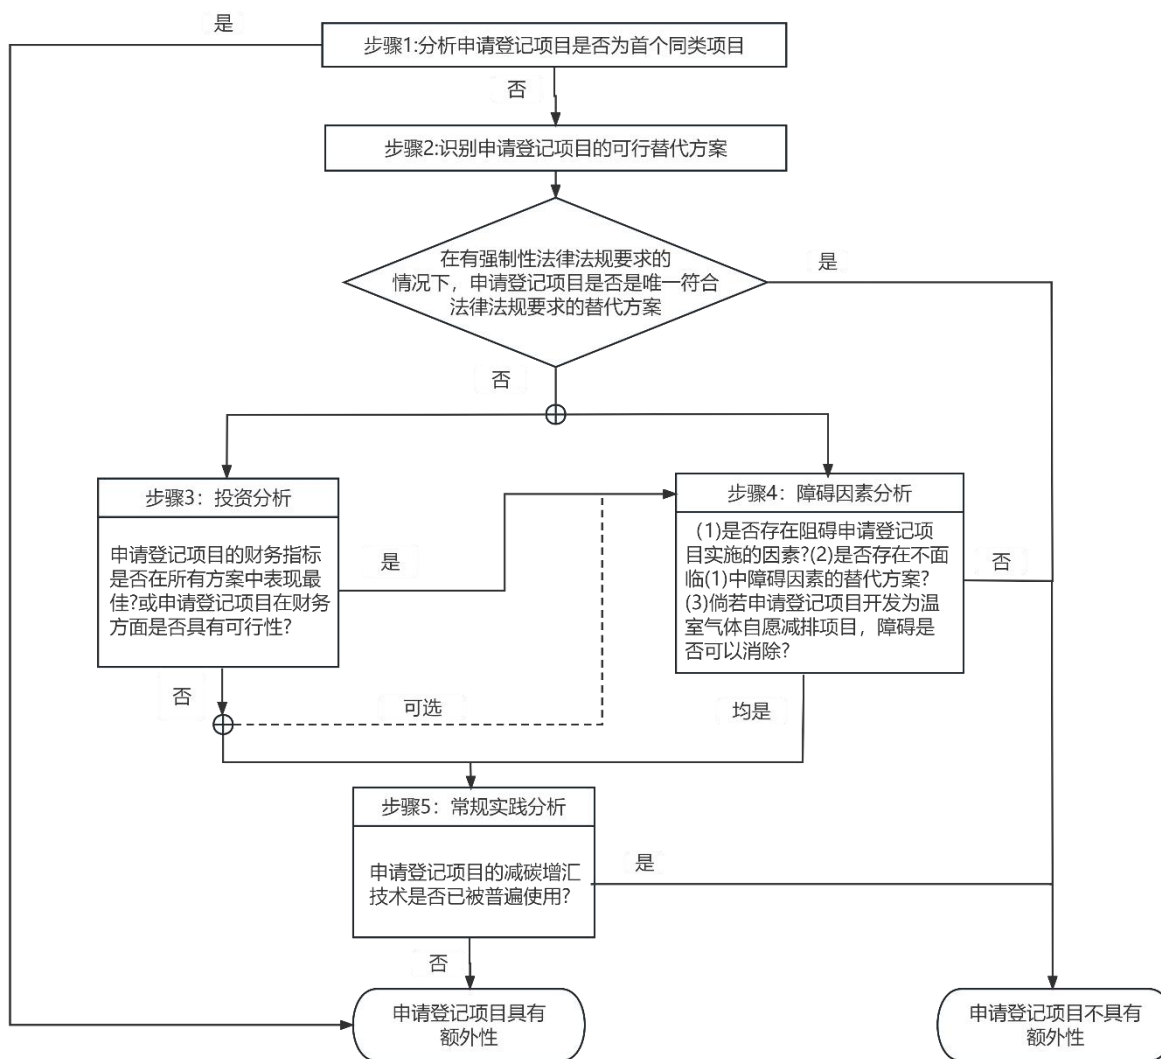 是
步骤1:分析申请登记项目是否为首个同类项目
否
步骤2:识别申请登记项目的可行替代方案
在有强制性法律法规要求的
情况下，申请登记项目是否是唯一符合
法律法规要求的替代方案
是
否
步骤3：投资分析
申请登记项目的财务指标
是否在所有方案中表现最
佳?或申请登记项目在财务
方面是否具有可行性?
是
步骤4：障碍因素分析
(1)是否存在阻碍申请登记项
目实施的因素?(2)是否存在不面
临(1)中障碍因素的替代方案?
(3)倘若申请登记项目开发为温
室气体自愿减排项目，障碍是
否可以消除?
否
否
可选
均是
步骤5：常规实践分析
申请登记项目的减碳增汇
技术是否已被普遍使用?
是
否
申请登记项目具有
额外性
申请登记项目不具有
额外性